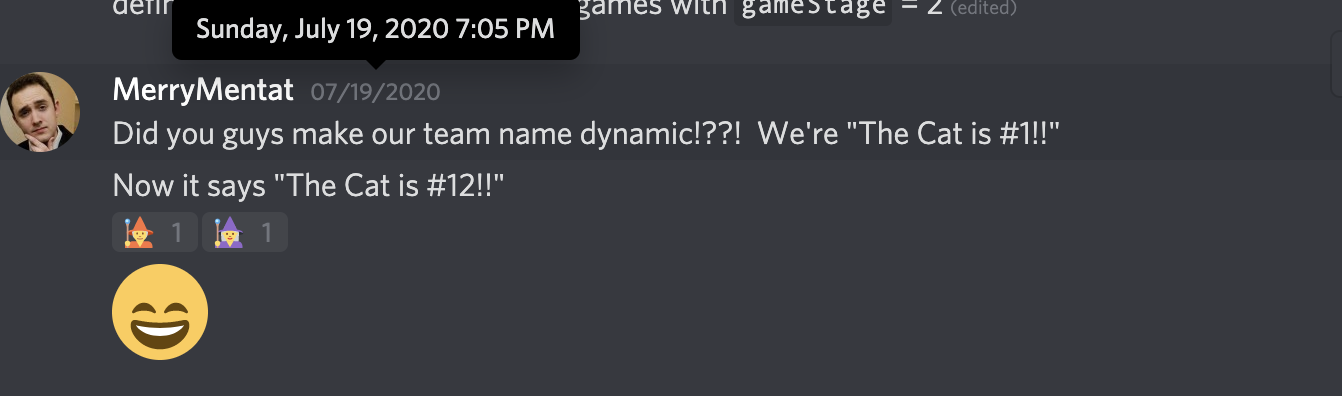 defin
games with gameStage = 2 (edited)
Sunday, July 19, 2020 7:05 PM
MerryMentat 07/19/2020
Did you guys make our team name dynamic!??! We're "The Cat is #1!!"
Now it says "The Cat is #12!!"
1 1